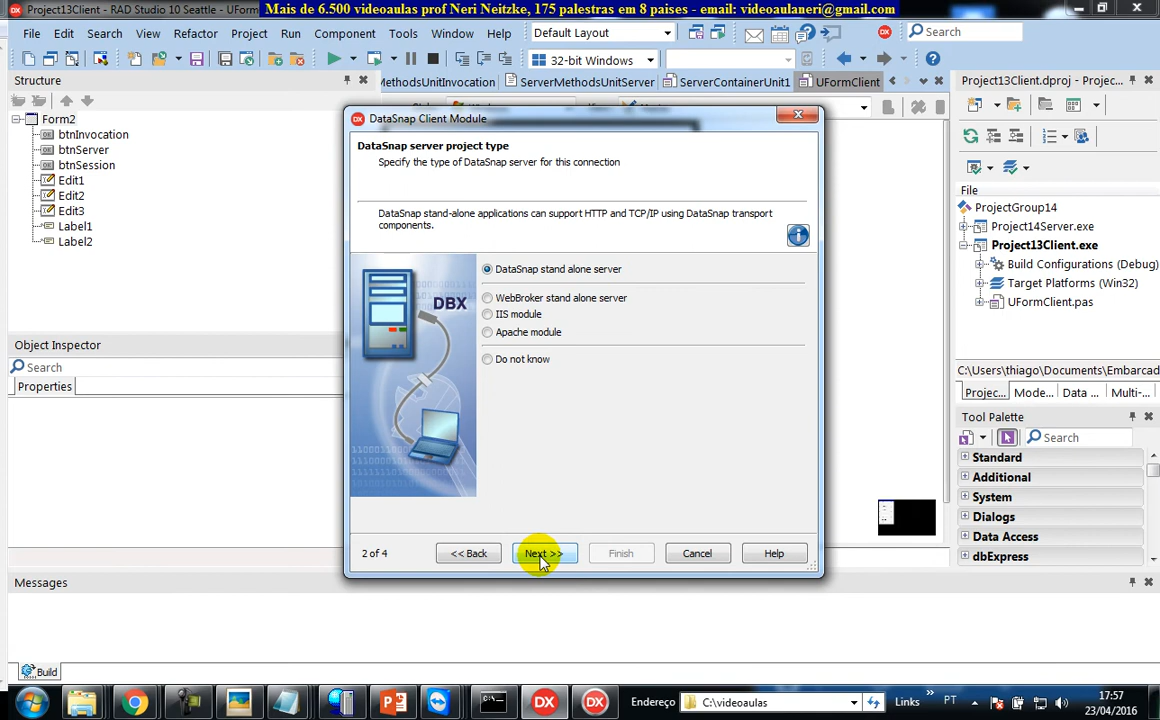 Project13Client - RAD Studio 10 Seattle - UFor
Mais de 6.500 videoaulas prof Neri Neitzke, 175 palestras em 8 paises - email: videoaulaneri@gmail.com
File Edit Search View Refactor Project Run Component Tools Window Help
Default Layout
Search
32-bit Windows
Structure
MethodsUnitInvocation ServerMethodsUnitServer ServerContainerUnit1 UFormClient
Project13Client.dproj - Projec...
Form2
btnInvocation
btnServer
btnSession
Edit1
Edit2
Edit3
Label1
Label2
Object Inspector
Search
Properties
DataSnap Client Module
DataSnap server project type
Specify the type of DataSnap server for this connection
DataSnap stand-alone applications can support HTTP and TCP/IP using DataSnap transport
components.
DBX
DataSnap stand alone server
WebBroker stand alone server
IIS module
Apache module
Do not know
2 of 4
<< Back
Next >>
Finish
Cancel
Help
File
ProjectGroup14
Project14Server.exe
Project13Client.exe
Build Configurations (Debug)
Target Platforms (Win32)
UFormClient.pas
C:\Users\thiago\Documents\Embarcad
Projec... Mode... Data ... Multi-...
Tool Palette
Search
Standard
Additional
System
Dialogs
Data Access
dbExpress
Messages
Build
Endereço
C:\videoaulas
Links
»
PT
17:57
23/04/2016